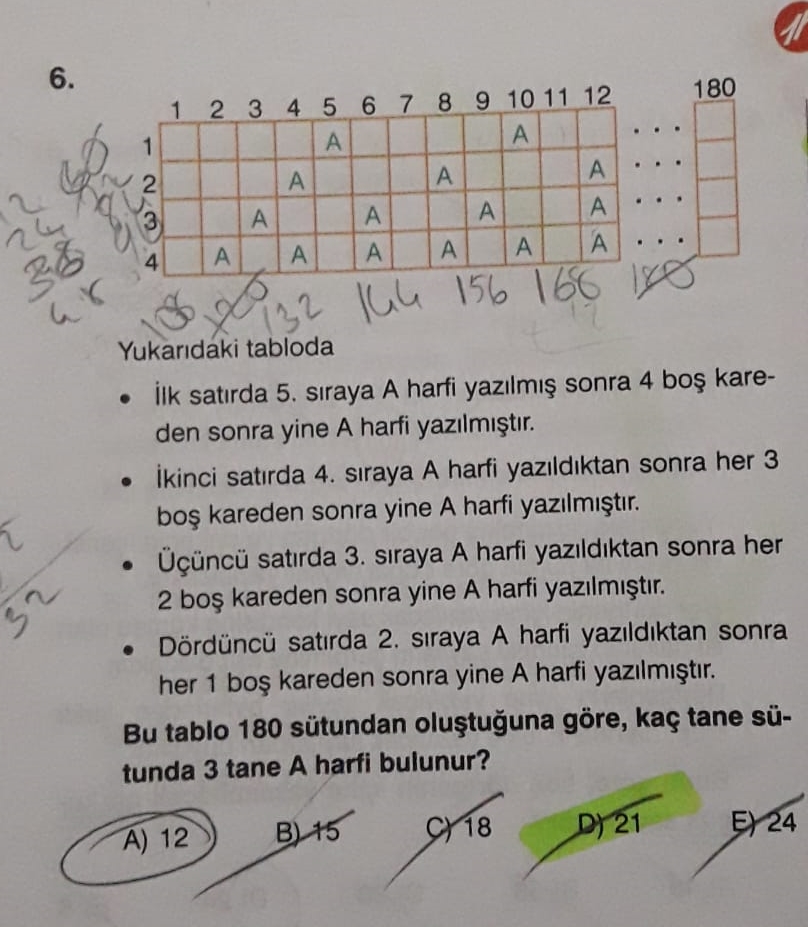 11
6.
1 2 3 4 5 6 7 8 9 10 11 12 180
1 A A . . .
2 A A A . . .
3 A A A A . . .
4 A A A A A A . . .
132 144 156 168 180
Yukarıdaki tabloda
• İlk satırda 5. sıraya A harfi yazılmış sonra 4 boş kare-
den sonra yine A harfi yazılmıştır.
• İkinci satırda 4. sıraya A harfi yazıldıktan sonra her 3
boş kareden sonra yine A harfi yazılmıştır.
• Üçüncü satırda 3. sıraya A harfi yazıldıktan sonra her
2 boş kareden sonra yine A harfi yazılmıştır.
• Dördüncü satırda 2. sıraya A harfi yazıldıktan sonra
her 1 boş kareden sonra yine A harfi yazılmıştır.
Bu tablo 180 sütundan oluştuğuna göre, kaç tane sü-
tunda 3 tane A harfi bulunur?
A) 12 B) 15 C) 18 D) 21 E) 24